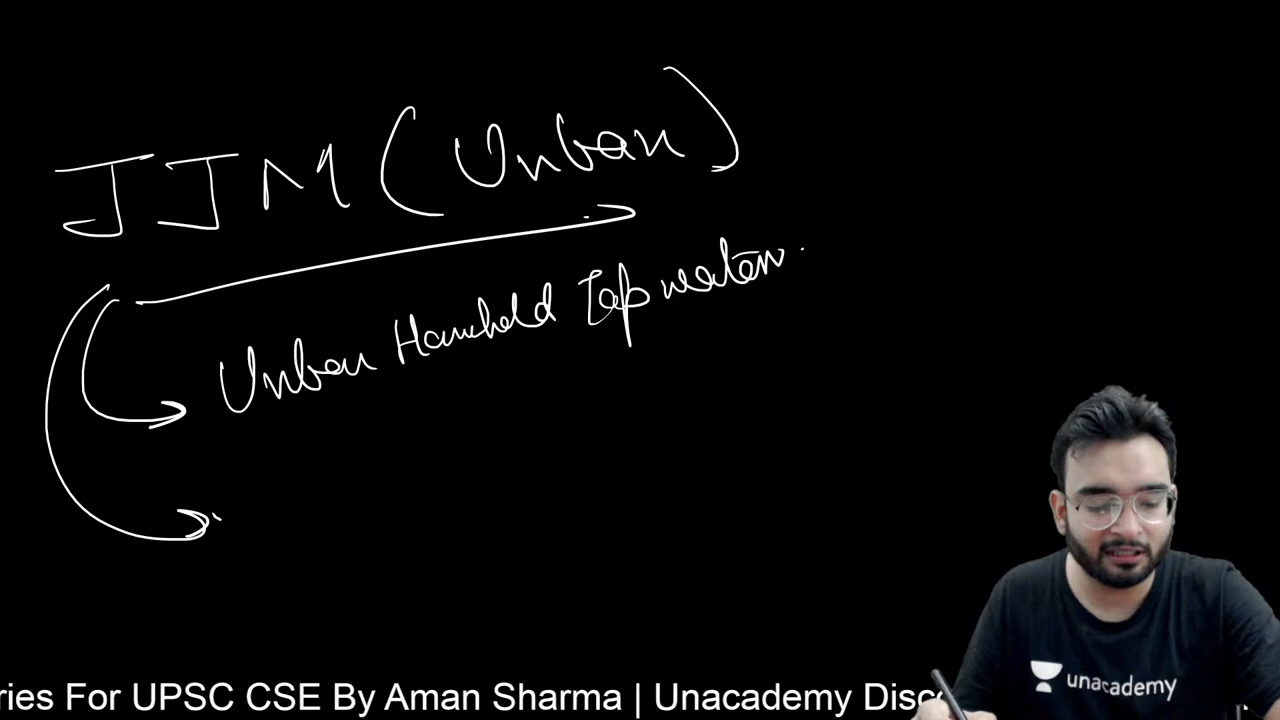 JJM (Urban)
Urban Household Tap water.
unacademy
ries For UPSC CSE By Aman Sharma | Unacademy Disc